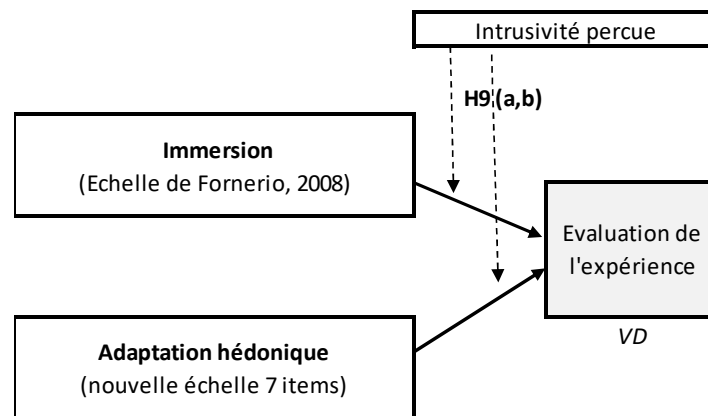 Intrusivité percue
H9 (a,b)
Immersion
(Echelle de Fornerio, 2008)
Evaluation de
l'expérience
VD
Adaptation hédonique
(nouvelle échelle 7 items)